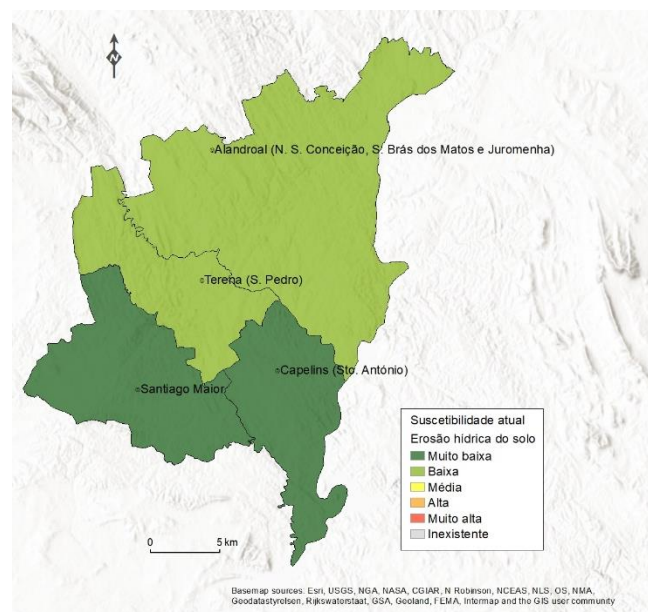 N
Alandroal (N. S. Conceição, S. Brás dos Matos e Juromenha)
Terena (S. Pedro)
Capelins (Sto. António)
Santiago Maior
Suscetibilidade atual
Erosão hídrica do solo
Muito baixa
Baixa
Média
Alta
Muito alta
Inexistente
0 5 km
Basemap sources: Esri, USGS, NGA, NASA, CGIAR, N Robinson, NCEAS, NLS, OS, NMA,
Geodatastyrelsen, Rijkswaterstaat, GSA, Geoland, FEMA, Intermap and the GIS user community